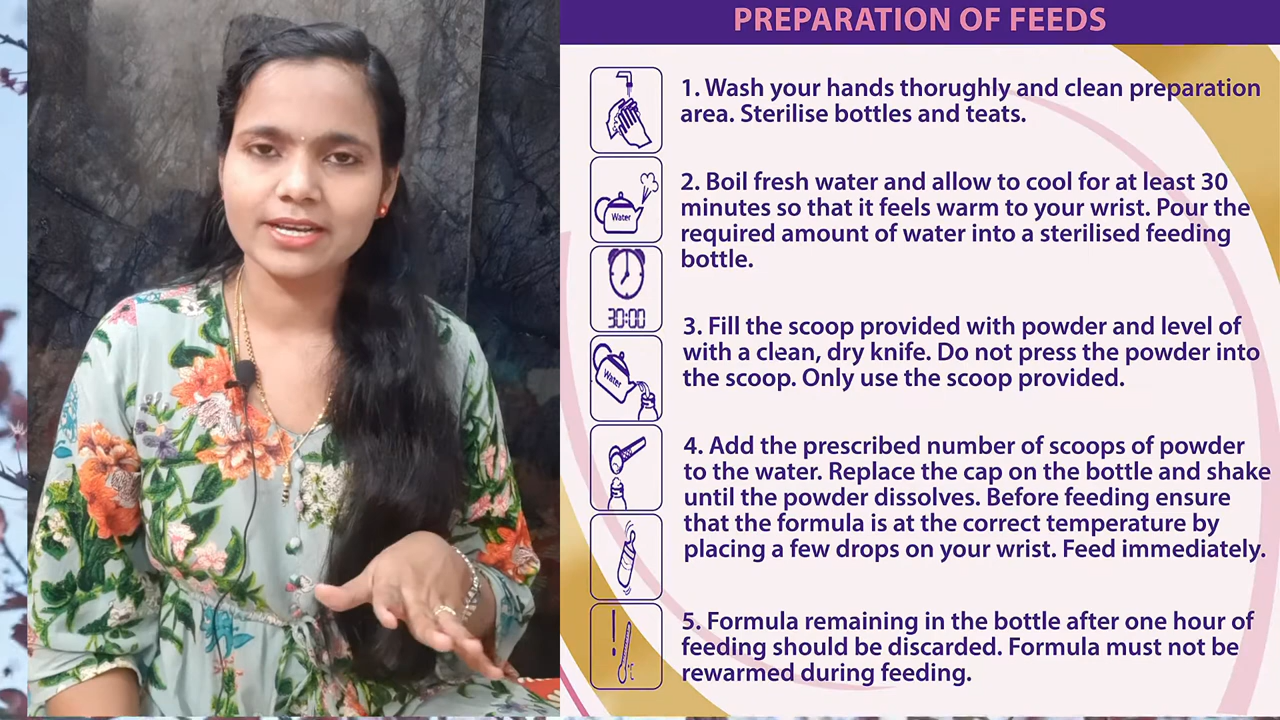 PREPARATION OF FEEDS
1. Wash your hands thorughly and clean preparation
area. Sterilise bottles and teats.
2. Boil fresh water and allow to cool for at least 30
minutes so that it feels warm to your wrist. Pour the
required amount of water into a sterilised feeding
bottle.
3. Fill the scoop provided with powder and level of
with a clean, dry knife. Do not press the powder into
the scoop. Only use the scoop provided.
4. Add the prescribed number of scoops of powder
to the water. Replace the cap on the bottle and shake
until the powder dissolves. Before feeding ensure
that the formula is at the correct temperature by
placing a few drops on your wrist. Feed immediately.
5. Formula remaining in the bottle after one hour of
feeding should be discarded. Formula must not be
rewarmed during feeding.
Water
30:00
Water
°C